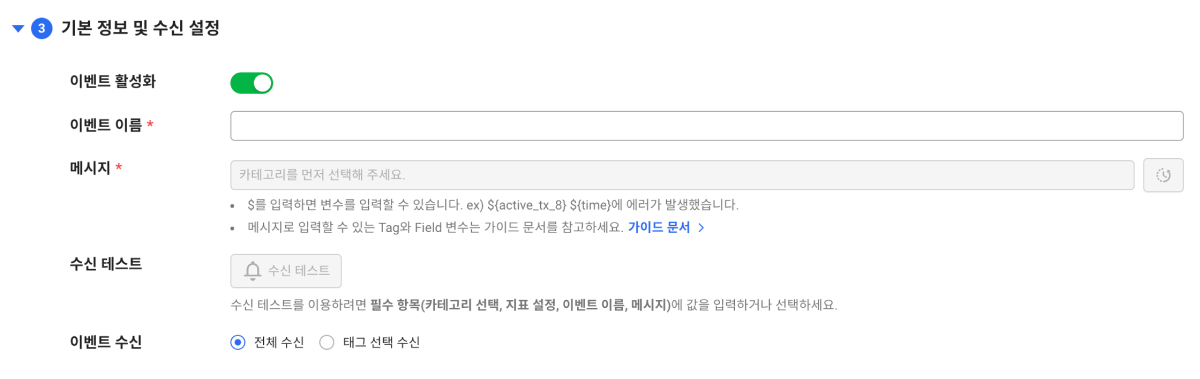 3 기본 정보 및 수신 설정
이벤트 활성화
이벤트 이름 *
메시지 * 카테고리를 먼저 선택해 주세요.
• $를 입력하면 변수를 입력할 수 있습니다. ex) ${active_tx_8} ${time}에 에러가 발생했습니다.
• 메시지로 입력할 수 있는 Tag와 Field 변수는 가이드 문서를 참고하세요. 가이드 문서 >
수신 테스트 수신 테스트
수신 테스트를 이용하려면 필수 항목(카테고리 선택, 지표 설정, 이벤트 이름, 메시지)에 값을 입력하거나 선택하세요.
이벤트 수신 전체 수신 태그 선택 수신